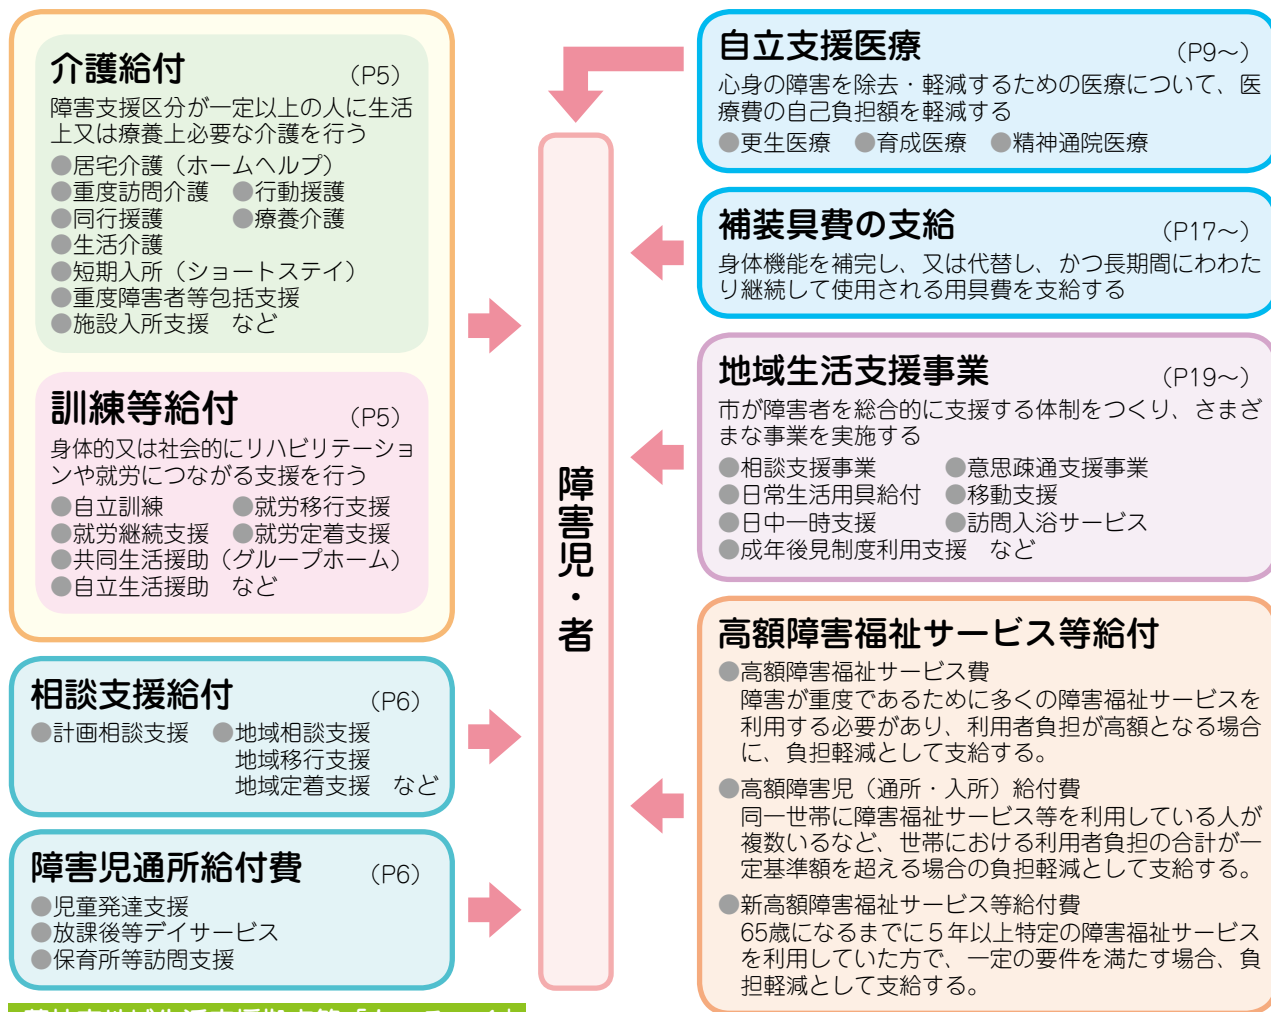 介護給付 (P5)
障害支援区分が一定以上の人に生活
上又は療養上必要な介護を行う
●居宅介護（ホームヘルプ）
●重度訪問介護 ●行動援護
●同行援護 ●療養介護
●生活介護
●短期入所（ショートステイ）
●重度障害者等包括支援
●施設入所支援 など
訓練等給付 (P5)
身体的又は社会的にリハビリテーショ
ンや就労につながる支援を行う
●自立訓練 ●就労移行支援
●就労継続支援 ●就労定着支援
●共同生活援助（グループホーム）
●自立生活援助 など
相談支援給付 (P6)
●計画相談支援 ●地域相談支援
地域移行支援
地域定着支援 など
障害児通所給付費 (P6)
●児童発達支援
●放課後等デイサービス
●保育所等訪問支援
障害児・者
自立支援医療 (P9～)
心身の障害を除去・軽減するための医療について、医
療費の自己負担額を軽減する
●更生医療 ●育成医療 ●精神通院医療
補装具費の支給 (P17～)
身体機能を補完し、又は代替し、かつ長期間にわわた
り継続して使用される用具費を支給する
地域生活支援事業 (P19～)
市が障害者を総合的に支援する体制をつくり、さまざ
まな事業を実施する
●相談支援事業 ●意思疎通支援事業
●日常生活用具給付 ●移動支援
●日中一時支援 ●訪問入浴サービス
●成年後見制度利用支援 など
高額障害福祉サービス等給付
●高額障害福祉サービス費
障害が重度であるために多くの障害福祉サービスを
利用する必要があり、利用者負担が高額となる場合
に、負担軽減として支給する。
●高額障害児（通所・入所）給付費
同一世帯に障害福祉サービス等を利用している人が
複数いるなど、世帯における利用者負担の合計が一
定基準額を超える場合の負担軽減として支給する。
●新高額障害福祉サービス等給付費
65歳になるまでに５年以上特定の障害福祉サービス
を利用していた方で、一定の要件を満たす場合、負
担軽減として支給する。